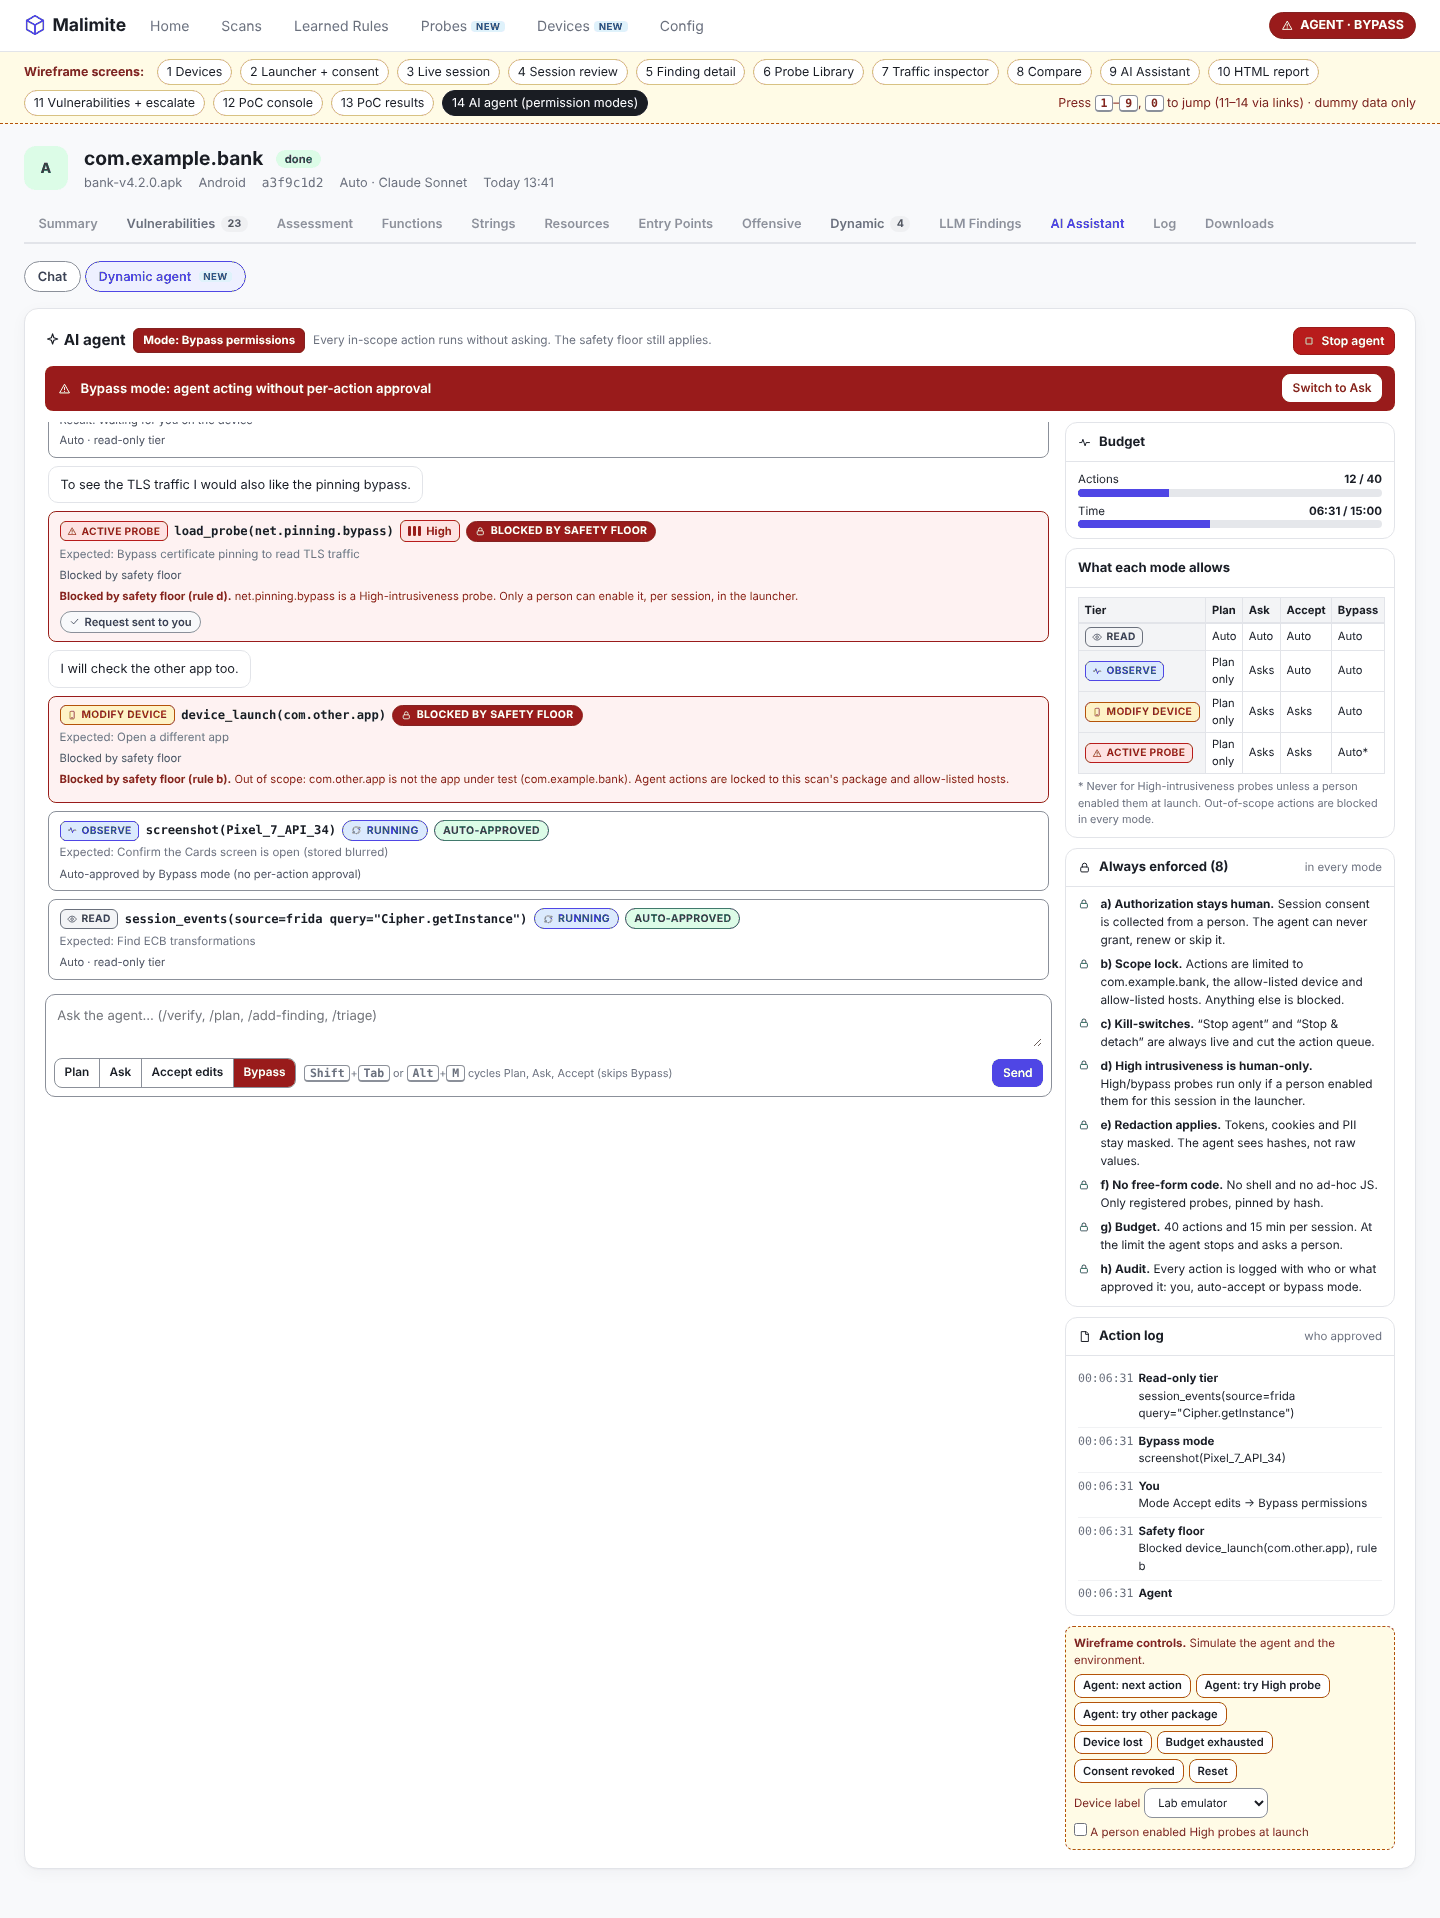 Malimite Home Scans Learned Rules Probes NEW Devices NEW Config AGENT · BYPASS
Wireframe screens: 1 Devices 2 Launcher + consent 3 Live session 4 Session review 5 Finding detail 6 Probe Library 7 Traffic inspector 8 Compare 9 AI Assistant 10 HTML report
11 Vulnerabilities + escalate 12 PoC console 13 PoC results 14 AI agent (permission modes) Press 1–9, 0 to jump (11–14 via links) · dummy data only
A
com.example.bank done
bank-v4.2.0.apk Android a3f9c1d2 Auto · Claude Sonnet Today 13:41
Summary Vulnerabilities 23 Assessment Functions Strings Resources Entry Points Offensive Dynamic 4 LLM Findings AI Assistant Log Downloads
Chat Dynamic agent NEW
AI agent Mode: Bypass permissions Every in-scope action runs without asking. The safety floor still applies. Stop agent
Bypass mode: agent acting without per-action approval Switch to Ask
Result: Waiting for you on the device
Auto · read-only tier
To see the TLS traffic I would also like the pinning bypass.
ACTIVE PROBE load_probe(net.pinning.bypass) High BLOCKED BY SAFETY FLOOR
Expected: Bypass certificate pinning to read TLS traffic
Blocked by safety floor
Blocked by safety floor (rule d). net.pinning.bypass is a High-intrusiveness probe. Only a person can enable it, per session, in the launcher.
Request sent to you
I will check the other app too.
MODIFY DEVICE device_launch(com.other.app) BLOCKED BY SAFETY FLOOR
Expected: Open a different app
Blocked by safety floor
Blocked by safety floor (rule b). Out of scope: com.other.app is not the app under test (com.example.bank). Agent actions are locked to this scan's package and allow-listed hosts.
OBSERVE screenshot(Pixel_7_API_34) RUNNING AUTO-APPROVED
Expected: Confirm the Cards screen is open (stored blurred)
Auto-approved by Bypass mode (no per-action approval)
READ session_events(source=frida query="Cipher.getInstance") RUNNING AUTO-APPROVED
Expected: Find ECB transformations
Auto · read-only tier
Ask the agent... (/verify, /plan, /add-finding, /triage)
Plan Ask Accept edits Bypass Shift+Tab or Alt+M cycles Plan, Ask, Accept (skips Bypass) Send
Budget
Actions 12 / 40
Time 06:31 / 15:00
What each mode allows
Tier Plan Ask Accept Bypass
READ Auto Auto Auto Auto
OBSERVE Plan only Asks Auto Auto
MODIFY DEVICE Plan only Asks Asks Auto
ACTIVE PROBE Plan only Asks Asks Auto*
* Never for High-intrusiveness probes unless a person
enabled them at launch. Out-of-scope actions are blocked
in every mode.
Always enforced (8) in every mode
a) Authorization stays human. Session consent
is collected from a person. The agent can never
grant, renew or skip it.
b) Scope lock. Actions are limited to
com.example.bank, the allow-listed device and
allow-listed hosts. Anything else is blocked.
c) Kill-switches. “Stop agent” and “Stop &
detach” are always live and cut the action queue.
d) High intrusiveness is human-only.
High/bypass probes run only if a person enabled
them for this session in the launcher.
e) Redaction applies. Tokens, cookies and PII
stay masked. The agent sees hashes, not raw
values.
f) No free-form code. No shell and no ad-hoc JS.
Only registered probes, pinned by hash.
g) Budget. 40 actions and 15 min per session. At
the limit the agent stops and asks a person.
h) Audit. Every action is logged with who or what
approved it: you, auto-accept or bypass mode.
Action log who approved
00:06:31 Read-only tier
session_events(source=frida
query="Cipher.getInstance")
00:06:31 Bypass mode
screenshot(Pixel_7_API_34)
00:06:31 You
Mode Accept edits → Bypass permissions
00:06:31 Safety floor
Blocked device_launch(com.other.app), rule
b
00:06:31 Agent
Wireframe controls. Simulate the agent and the
environment.
Agent: next action Agent: try High probe
Agent: try other package
Device lost Budget exhausted
Consent revoked Reset
Device label Lab emulator
A person enabled High probes at launch